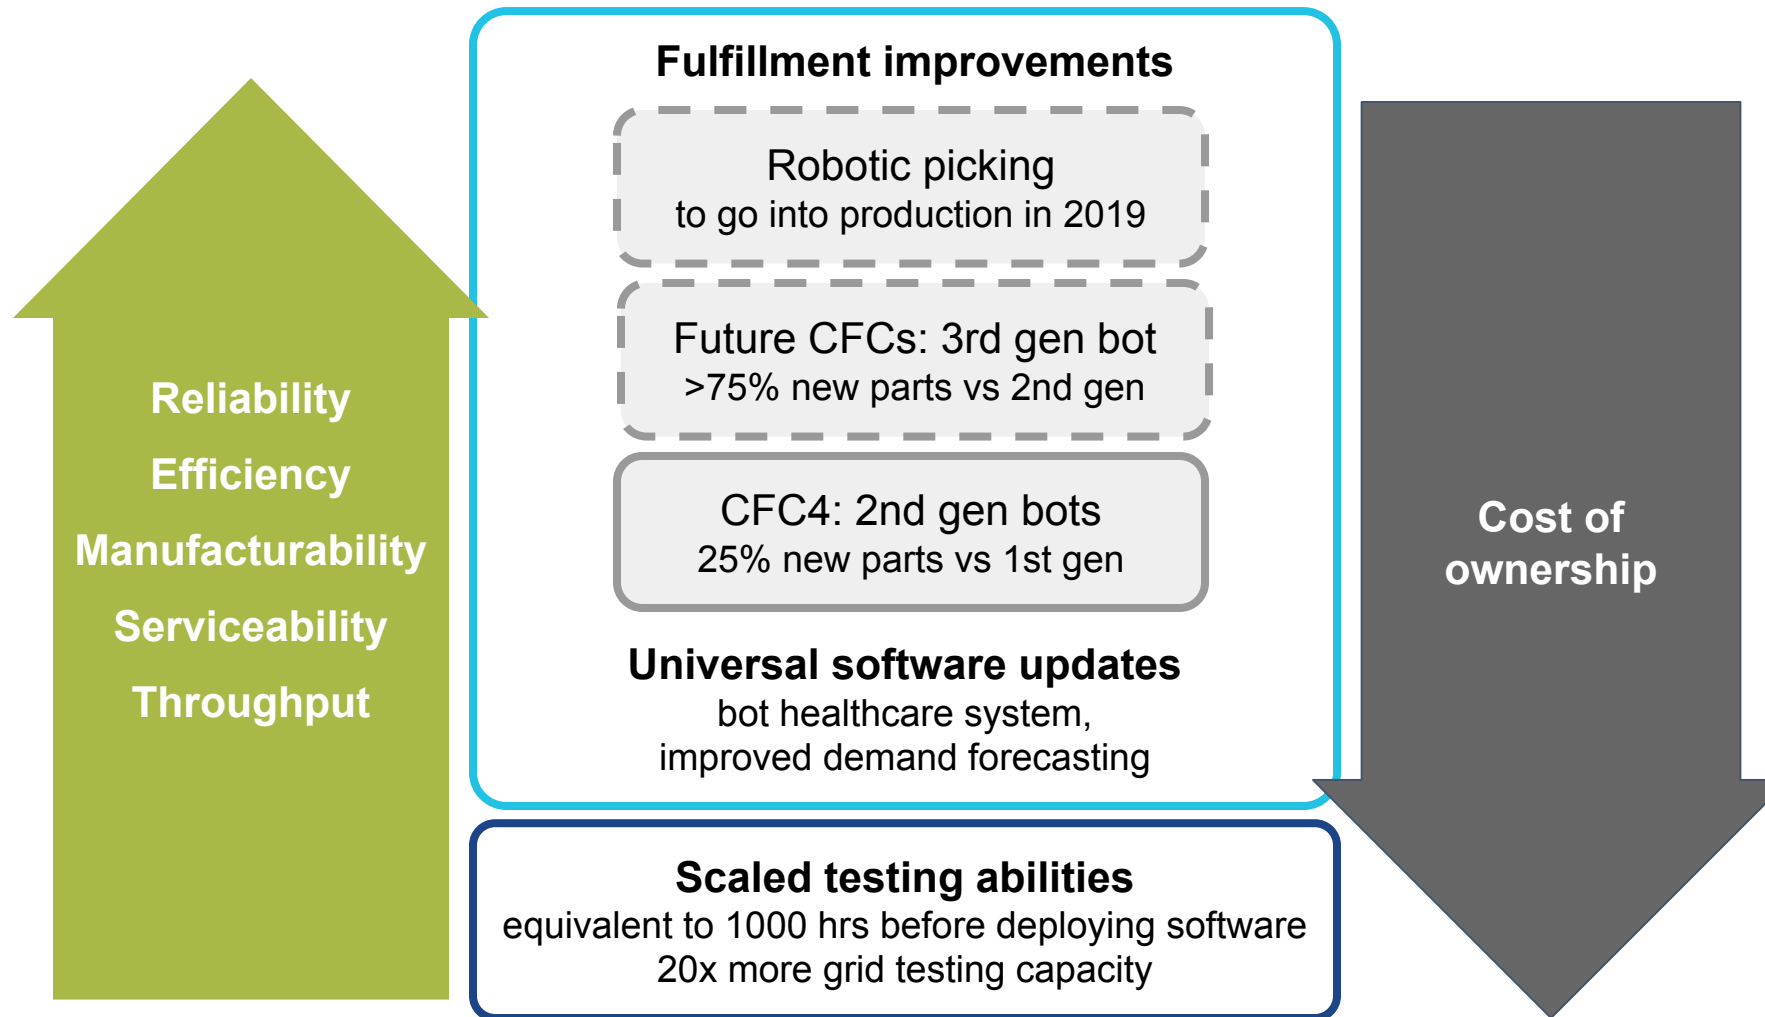 Fulfillment improvements
Robotic picking
to go into production in 2019
Future CFCs: 3rd gen bot
>75% new parts vs 2nd gen
CFC4: 2nd gen bots
25% new parts vs 1st gen
Universal software updates
bot healthcare system,
improved demand forecasting
Scaled testing abilities
equivalent to 1000 hrs before deploying software
20x more grid testing capacity
Reliability
Efficiency
Manufacturability
Serviceability
Throughput
Cost of
ownership